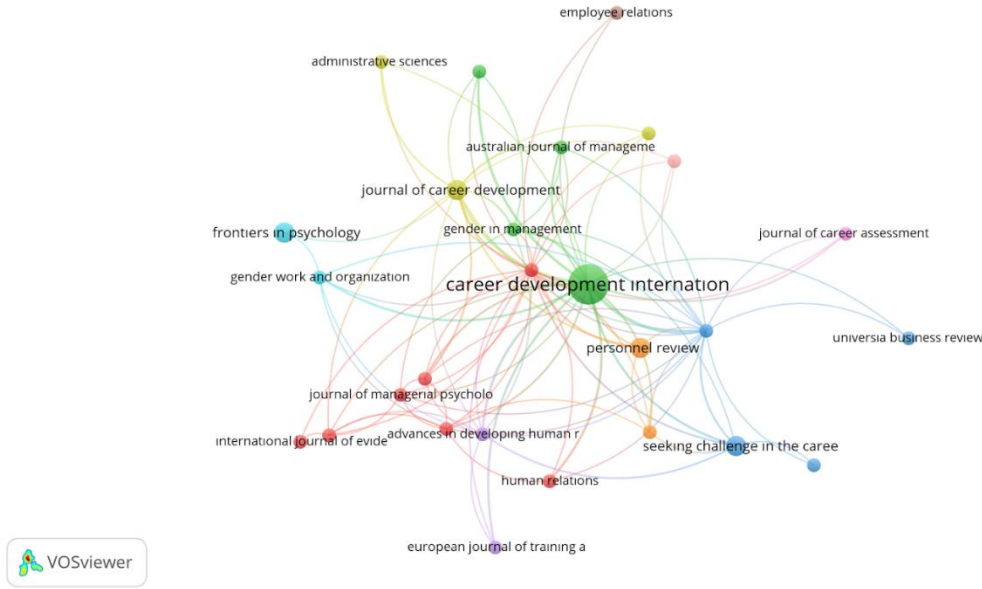 employee relations
administrative sciences
australian journal of manageme
journal of career development
frontiers in psychology
gender in management
journal of career assessment
gender work and organization
career development internation
universia business review
personnel review
journal of managerial psycholo
international journal of evide
advances in developing human r
seeking challenge in the caree
human relations
european journal of training a
VOSviewer